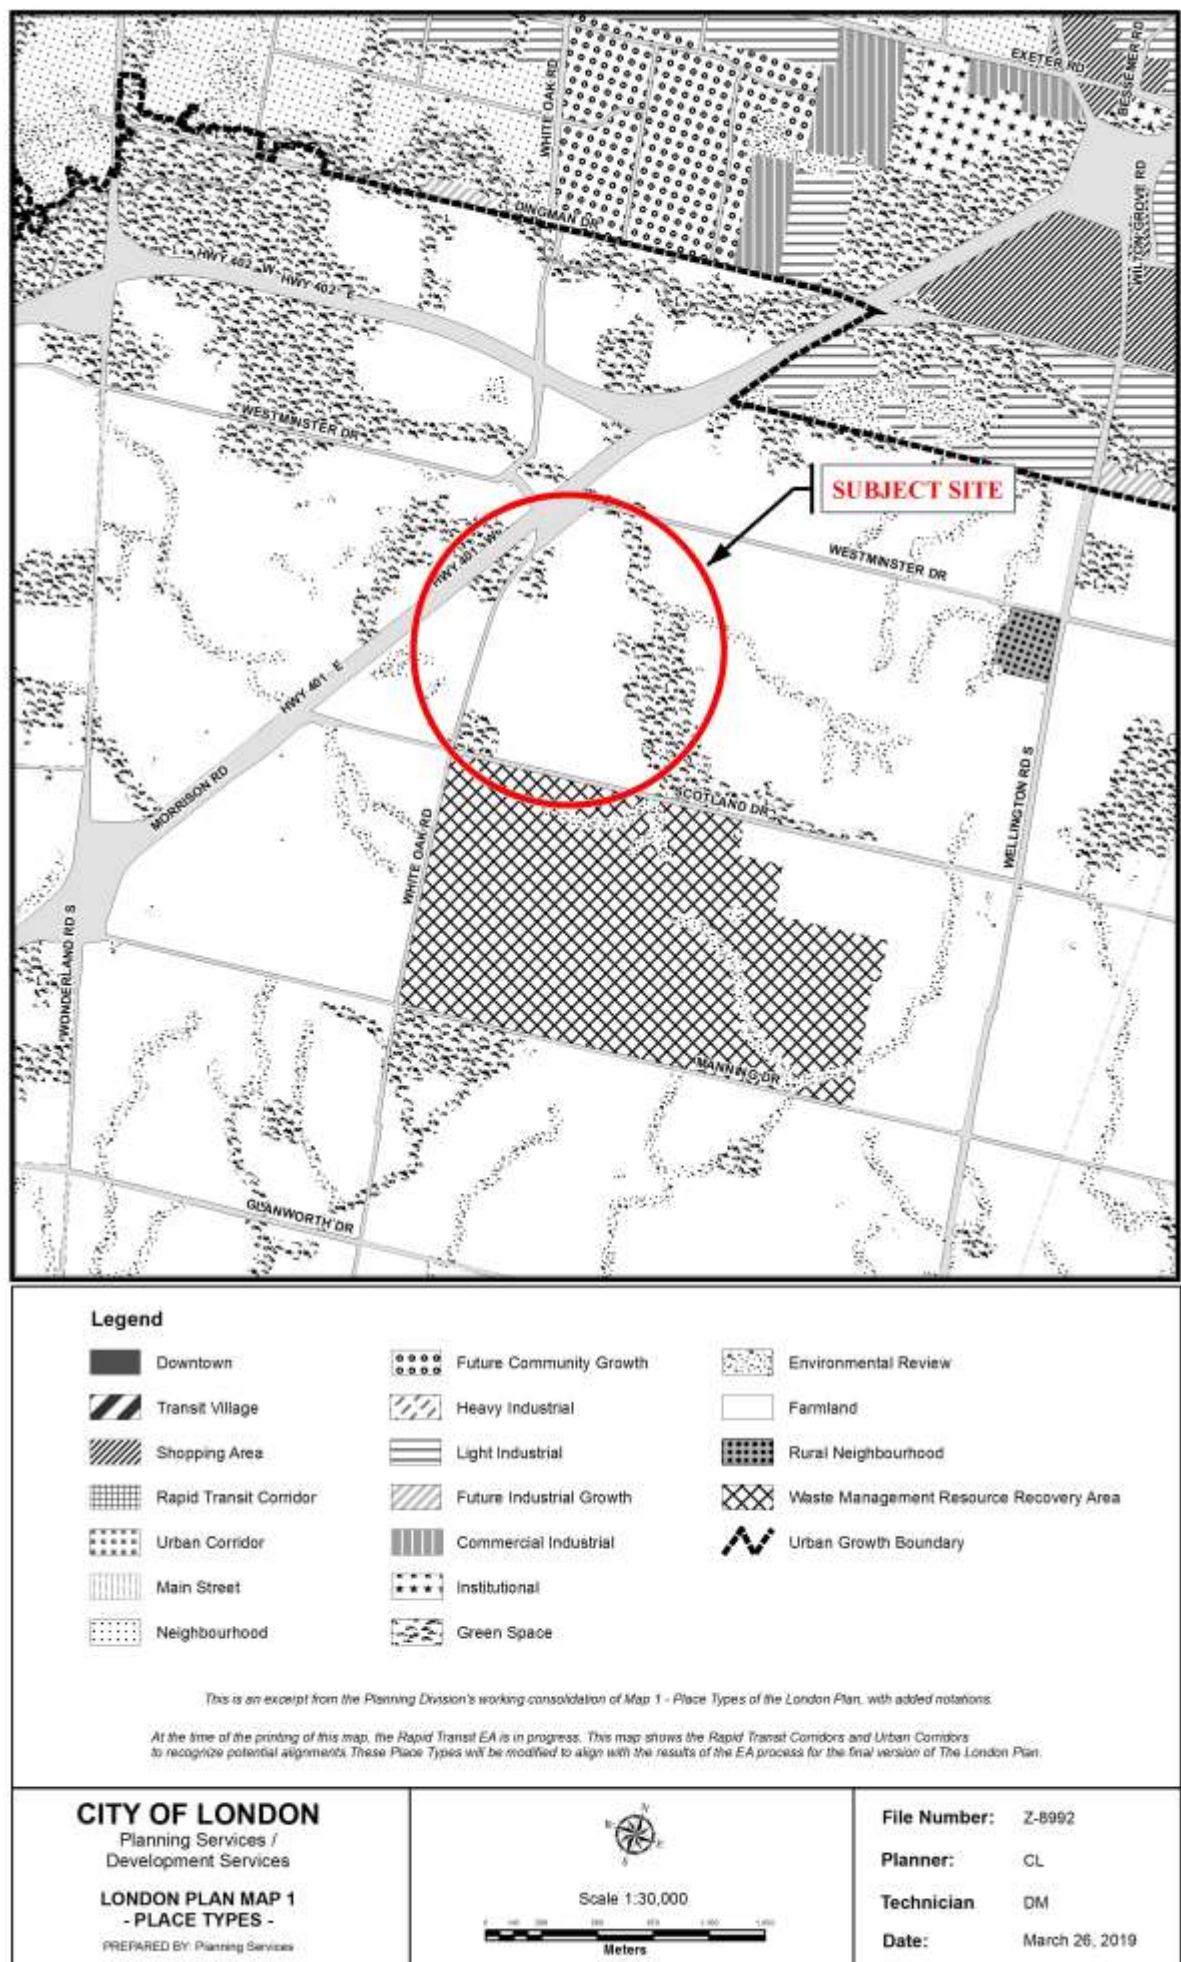 EXETER RD
BESSEMER RD
WHITE OAK RD
WILTON GROVE RD
DINGMAN DR
HWY 402 - W
HWY 402 - E
WESTMINSTER DR
SUBJECT SITE
HWY 401 - W
WESTMINSTER DR
HWY 401 - E
MORRISON RD
SCOTLAND DR
WELLINGTON RD S
WHITE OAK RD
WONDERLAND RD S
MANNING DR
GLANWORTH DR
Legend
Downtown
Transit Village
Shopping Area
Rapid Transit Corridor
Urban Corridor
Main Street
Neighbourhood
Future Community Growth
Heavy Industrial
Light Industrial
Future Industrial Growth
Commercial Industrial
Institutional
Green Space
Environmental Review
Farmland
Rural Neighbourhood
Waste Management Resource Recovery Area
Urban Growth Boundary
This is an excerpt from the Planning Division's working consolidation of Map 1 - Place Types of the London Plan, with added notations.
At the time of the printing of this map, the Rapid Transit EA is in progress. This map shows the Rapid Transit Corridors and Urban Corridors
to recognize potential alignments. These Place Types will be modified to align with the results of the EA process for the final version of The London Plan.
CITY OF LONDON
Planning Services /
Development Services
LONDON PLAN MAP 1
- PLACE TYPES -
PREPARED BY: Planning Services
N
E
S
Scale 1:30,000
Meters
File Number: Z-8992
Planner: CL
Technician DM
Date: March 26, 2019